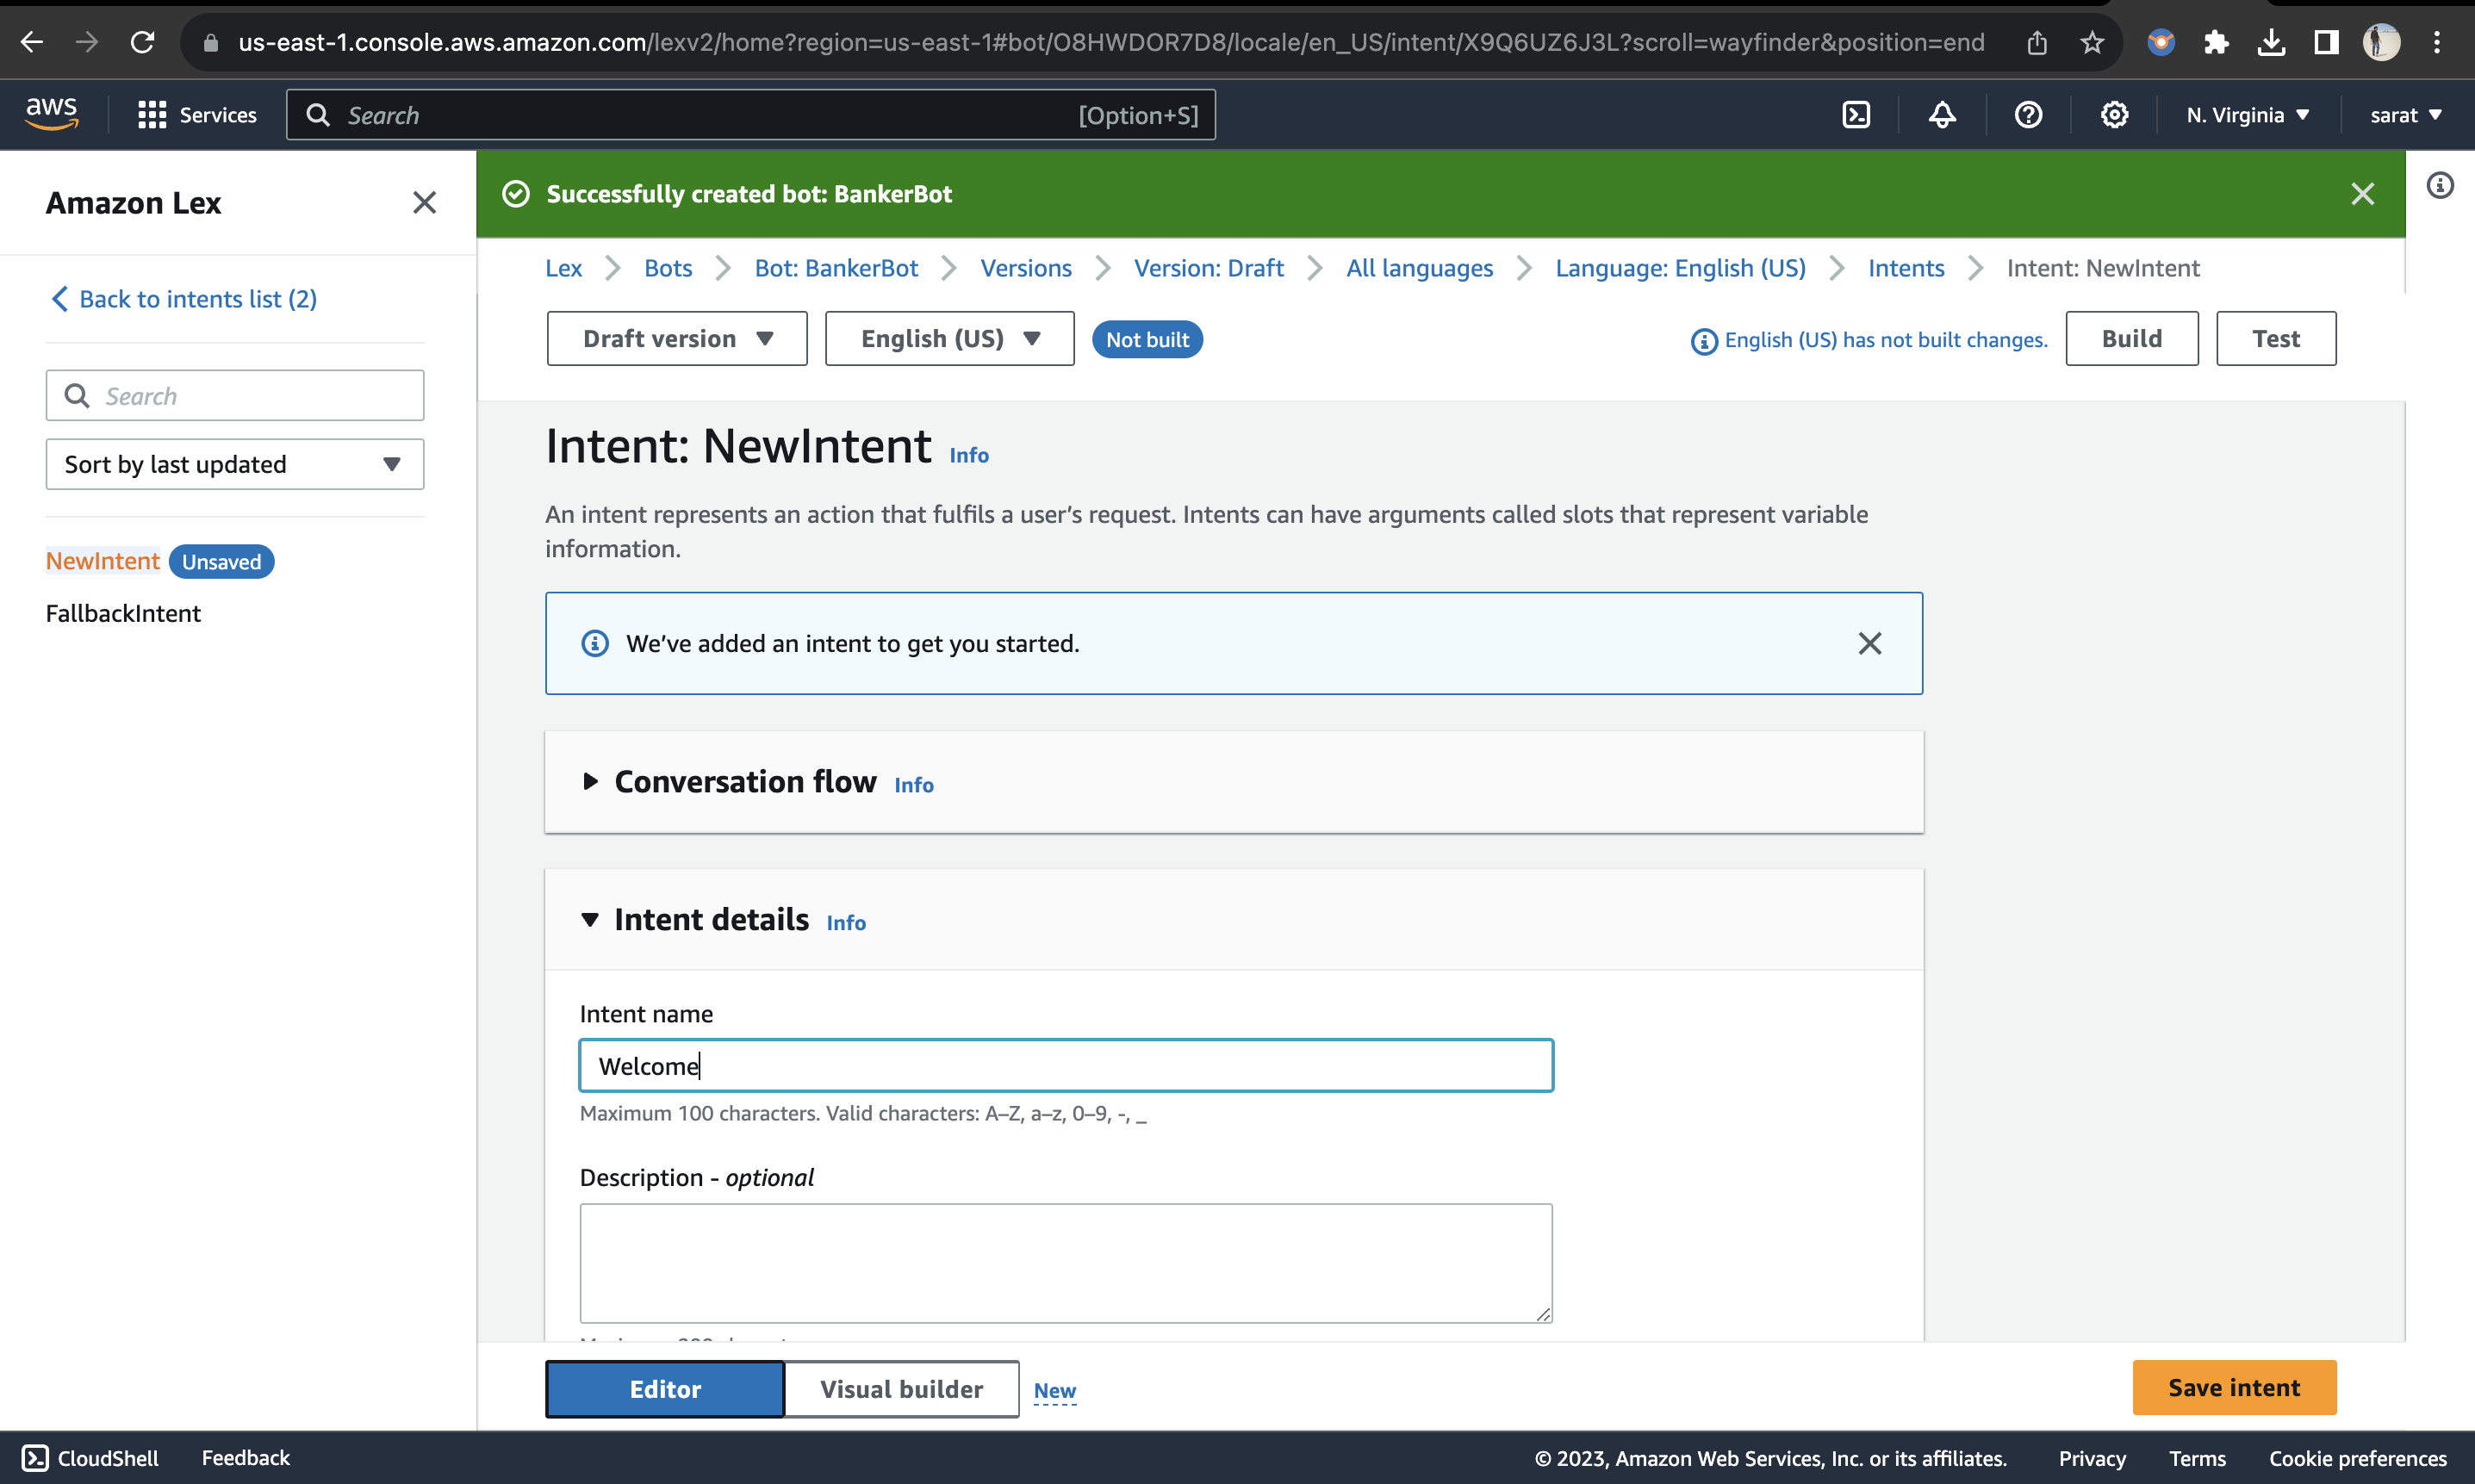 us-east-1.console.aws.amazon.com/lexv2/home?region=us-east-1#bot/O8HWDOR7D8/locale/en_US/intent/X9Q6UZ6J3L?scroll=wayfinder&position=end
aws
Services
Search
[Option+S]
N. Virginia
sarat
Amazon Lex
Successfully created bot: BankerBot
Back to intents list (2)
Lex
Bots
Bot: BankerBot
Versions
Version: Draft
All languages
Language: English (US)
Intents
Intent: NewIntent
Draft version
English (US)
Not built
English (US) has not built changes.
Build
Test
Search
Sort by last updated
NewIntent
Unsaved
FallbackIntent
Intent: NewIntent Info
An intent represents an action that fulfils a user’s request. Intents can have arguments called slots that represent variable
information.
We’ve added an intent to get you started.
Conversation flow Info
Intent details Info
Intent name
Welcome
Maximum 100 characters. Valid characters: A–Z, a–z, 0–9, -, _
Description - optional
Editor
Visual builder
New
Save intent
CloudShell
Feedback
© 2023, Amazon Web Services, Inc. or its affiliates.
Privacy
Terms
Cookie preferences